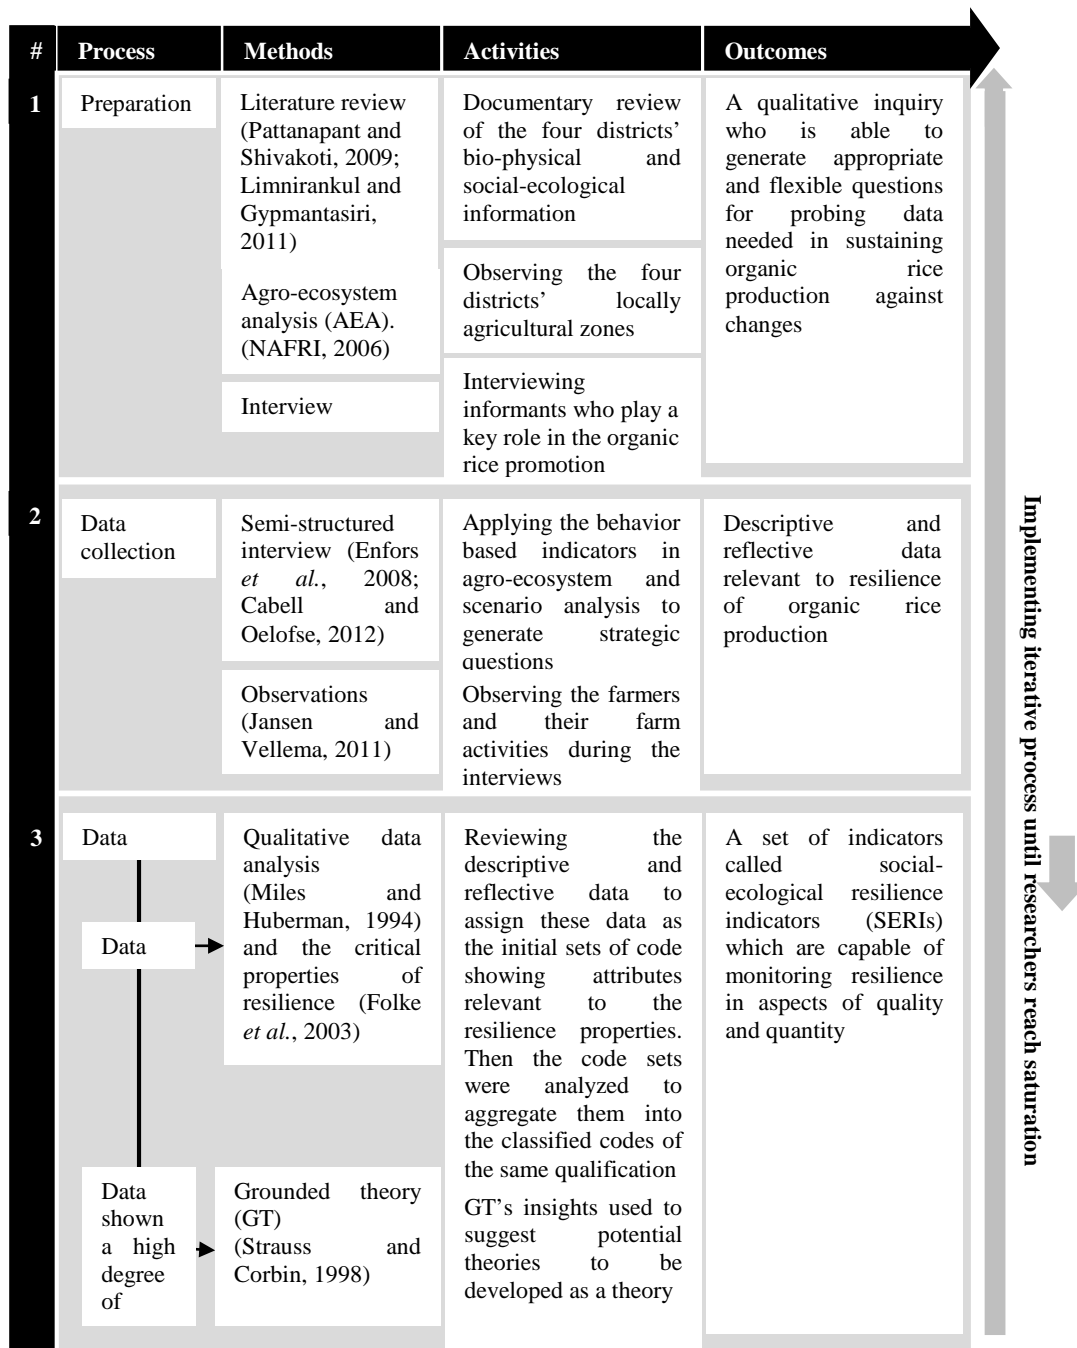 # Process Methods Activities Outcomes
1
Preparation
Literature review
(Pattanapant and
Shivakoti, 2009;
Limnirankul and
Gypmantasiri,
2011)
Agro-ecosystem
analysis (AEA).
(NAFRI, 2006)
Interview
Documentary review
of the four districts’
bio-physical and
social-ecological
information
Observing the four
districts’ locally
agricultural zones
Interviewing
informants who play a
key role in the organic
rice promotion
A qualitative inquiry
who is able to
generate appropriate
and flexible questions
for probing data
needed in sustaining
organic rice
production against
changes
2
Data
collection
Semi-structured
interview (Enfors
et al., 2008;
Cabell and
Oelofse, 2012)
Observations
(Jansen and
Vellema, 2011)
Applying the behavior
based indicators in
agro-ecosystem and
scenario analysis to
generate strategic
questions
Observing the farmers
and their farm
activities during the
interviews
Descriptive and
reflective data
relevant to resilience
of organic rice
production
3
Data
Data
Data
shown
a high
degree
of
Qualitative data
analysis
(Miles and
Huberman, 1994)
and the critical
properties of
resilience (Folke
et al., 2003)
Grounded theory
(GT)
(Strauss and
Corbin, 1998)
Reviewing the
descriptive and
reflective data to
assign these data as
the initial sets of code
showing attributes
relevant to the
resilience properties.
Then the code sets
were analyzed to
aggregate them into
the classified codes of
the same qualification
GT’s insights used to
suggest potential
theories to be
developed as a theory
A set of indicators
called social-
ecological resilience
indicators (SERIs)
which are capable of
monitoring resilience
in aspects of quality
and quantity
Implementing iterative process until researchers reach saturation